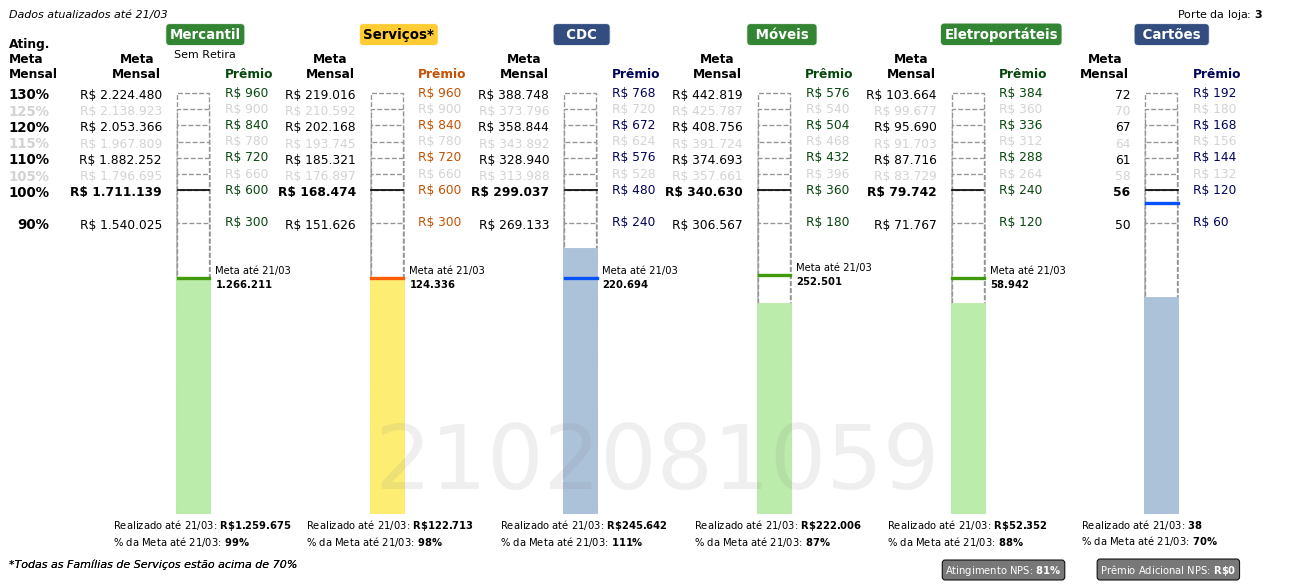 Dados atualizados até 21/03
Porte da loja: 3
Mercantil Serviços* CDC Móveis Eletroportáteis Cartões
Sem Retira
Ating. Meta Mensal
Meta Mensal Prêmio Meta Mensal Prêmio Meta Mensal Prêmio Meta Mensal Prêmio Meta Mensal Prêmio Meta Mensal Prêmio
130% R$ 2.224.480 R$ 960 R$ 219.016 R$ 960 R$ 388.748 R$ 768 R$ 442.819 R$ 576 R$ 103.664 R$ 384 72 R$ 192
125% R$ 2.138.923 R$ 900 R$ 210.592 R$ 900 R$ 373.796 R$ 720 R$ 425.787 R$ 540 R$ 99.677 R$ 360 70 R$ 180
120% R$ 2.053.366 R$ 840 R$ 202.168 R$ 840 R$ 358.844 R$ 672 R$ 408.756 R$ 504 R$ 95.690 R$ 336 67 R$ 168
115% R$ 1.967.809 R$ 780 R$ 193.745 R$ 780 R$ 343.892 R$ 624 R$ 391.724 R$ 468 R$ 91.703 R$ 312 64 R$ 156
110% R$ 1.882.252 R$ 720 R$ 185.321 R$ 720 R$ 328.940 R$ 576 R$ 374.693 R$ 432 R$ 87.716 R$ 288 61 R$ 144
105% R$ 1.796.695 R$ 660 R$ 176.897 R$ 660 R$ 313.988 R$ 528 R$ 357.661 R$ 396 R$ 83.729 R$ 264 58 R$ 132
100% R$ 1.711.139 R$ 600 R$ 168.474 R$ 600 R$ 299.037 R$ 480 R$ 340.630 R$ 360 R$ 79.742 R$ 240 56 R$ 120
90% R$ 1.540.025 R$ 300 R$ 151.626 R$ 300 R$ 269.133 R$ 240 R$ 306.567 R$ 180 R$ 71.767 R$ 120 50 R$ 60
Meta até 21/03 Meta até 21/03 Meta até 21/03 Meta até 21/03 Meta até 21/03
1.266.211 124.336 220.694 252.501 58.942
2102081059
Realizado até 21/03: R$1.259.675 Realizado até 21/03: R$122.713 Realizado até 21/03: R$245.642 Realizado até 21/03: R$222.006 Realizado até 21/03: R$52.352 Realizado até 21/03: 38
% da Meta até 21/03: 99% % da Meta até 21/03: 98% % da Meta até 21/03: 111% % da Meta até 21/03: 87% % da Meta até 21/03: 88% % da Meta até 21/03: 70%
*Todas as Famílias de Serviços estão acima de 70%
Atingimento NPS: 81% Prêmio Adicional NPS: R$0